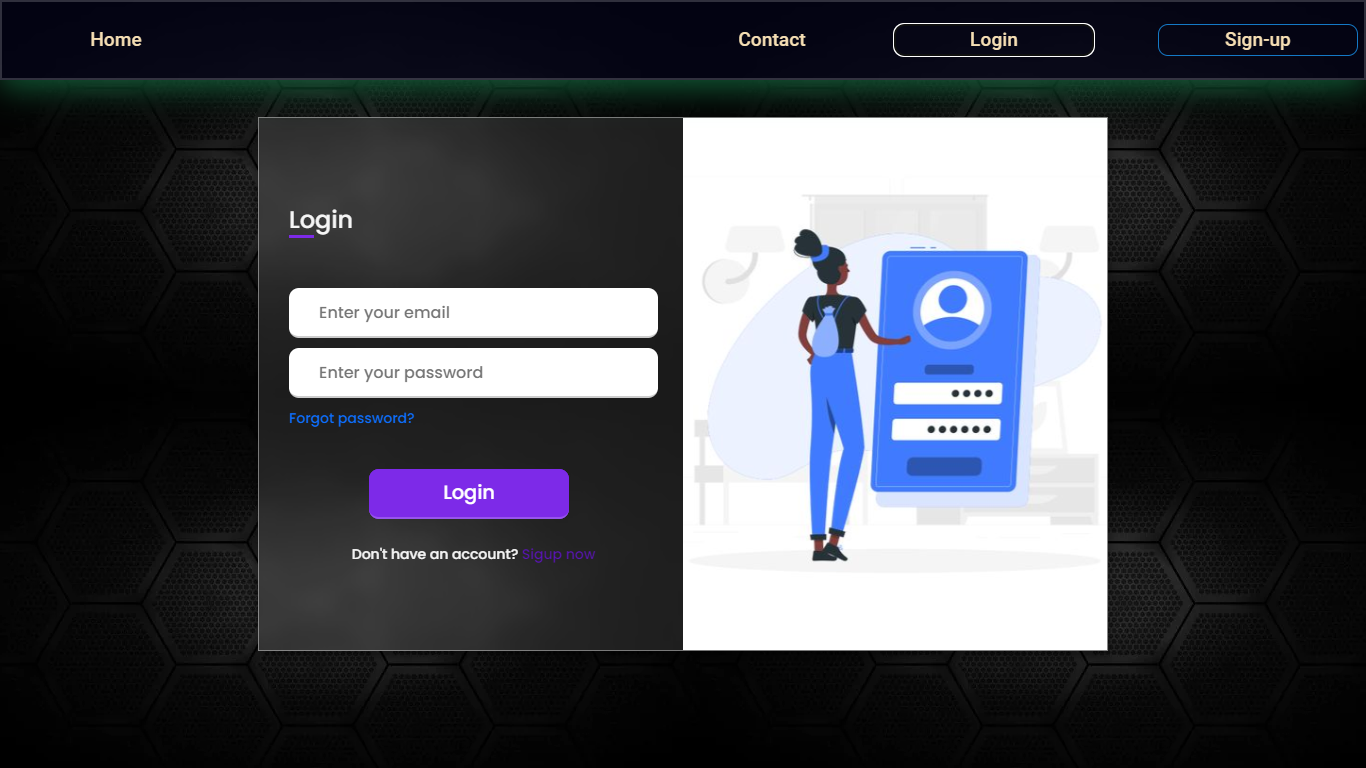 Home Contact Login Sign-up
Login
Enter your email
Enter your password
Forgot password?
Login
Don't have an account? Sigup now